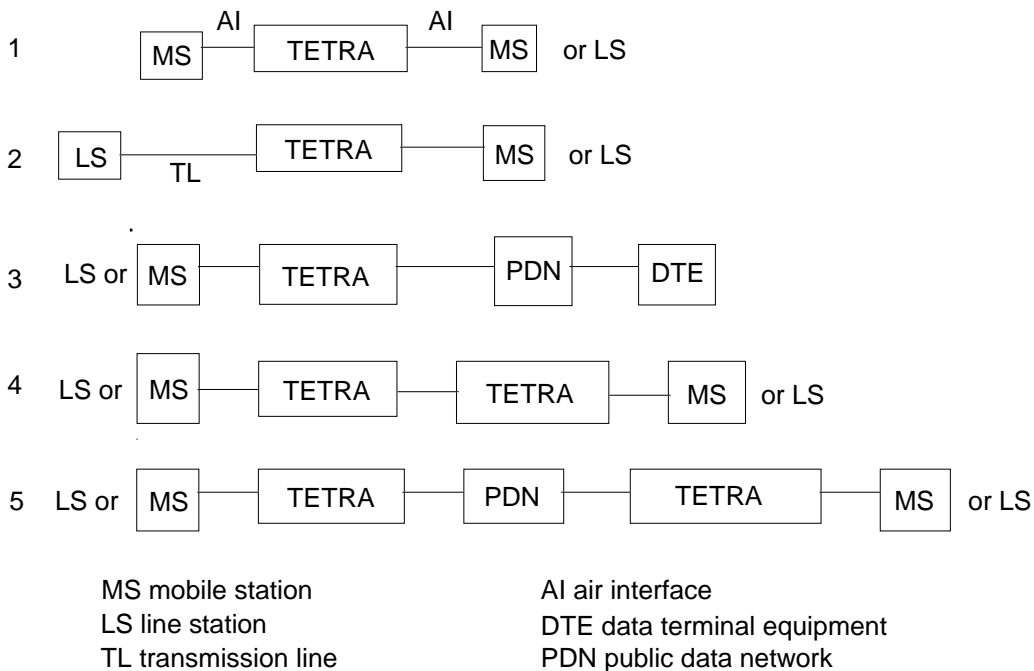 AI AI
1 MS TETRA MS or LS
2 LS TETRA MS or LS
TL
3 LS or MS TETRA PDN DTE
4 LS or MS TETRA TETRA MS or LS
5 LS or MS TETRA PDN TETRA MS or LS
MS mobile station AI air interface
LS line station DTE data terminal equipment
TL transmission line PDN public data network